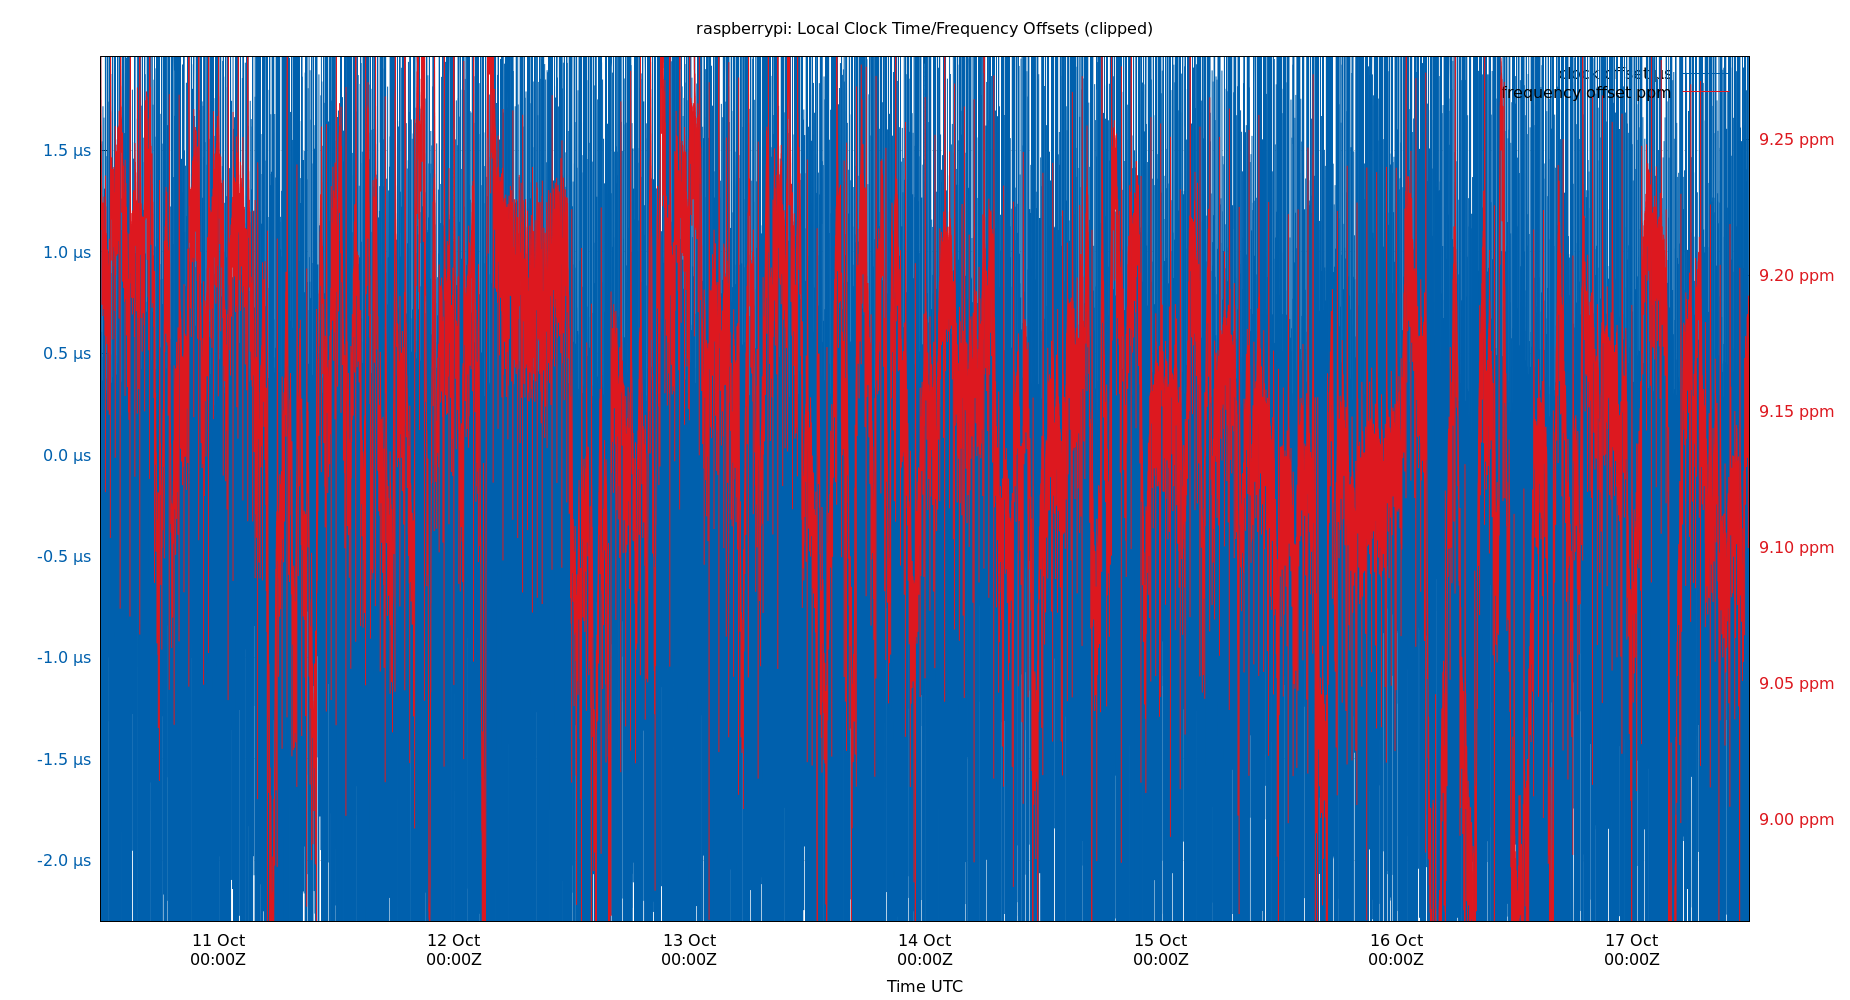 raspberrypi: Local Clock Time/Frequency Offsets (clipped)
clock offset µs
frequency offset ppm
1.5 µs
1.0 µs
0.5 µs
0.0 µs
-0.5 µs
-1.0 µs
-1.5 µs
-2.0 µs
9.25 ppm
9.20 ppm
9.15 ppm
9.10 ppm
9.05 ppm
9.00 ppm
11 Oct
00:00Z
12 Oct
00:00Z
13 Oct
00:00Z
14 Oct
00:00Z
15 Oct
00:00Z
16 Oct
00:00Z
17 Oct
00:00Z
Time UTC